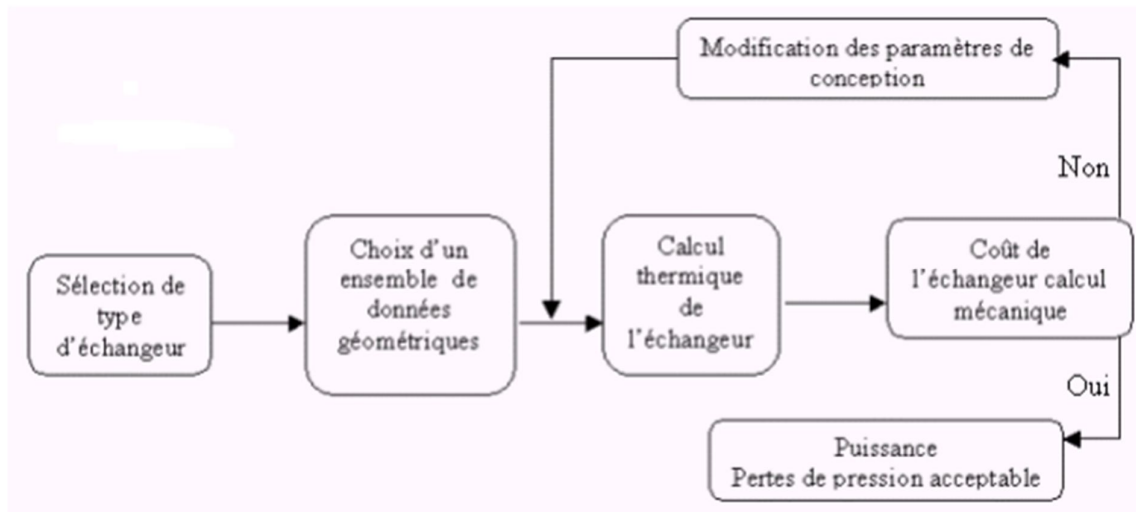 Modification des paramètres de
conception
Non
Sélection de
type
d'échangeur
Choix d'un
ensemble de
données
géométriques
Calcul
thermique
de
l'échangeur
Coût de
l'échangeur calcul
mécanique
Oui
Puissance
Pertes de pression acceptable